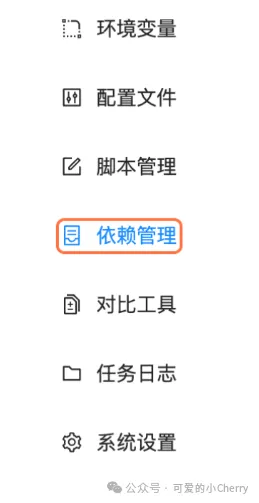 环境变量
配置文件
脚本管理
依赖管理
对比工具
任务日志
系统设置
公众号 · 可爱的小Cherry